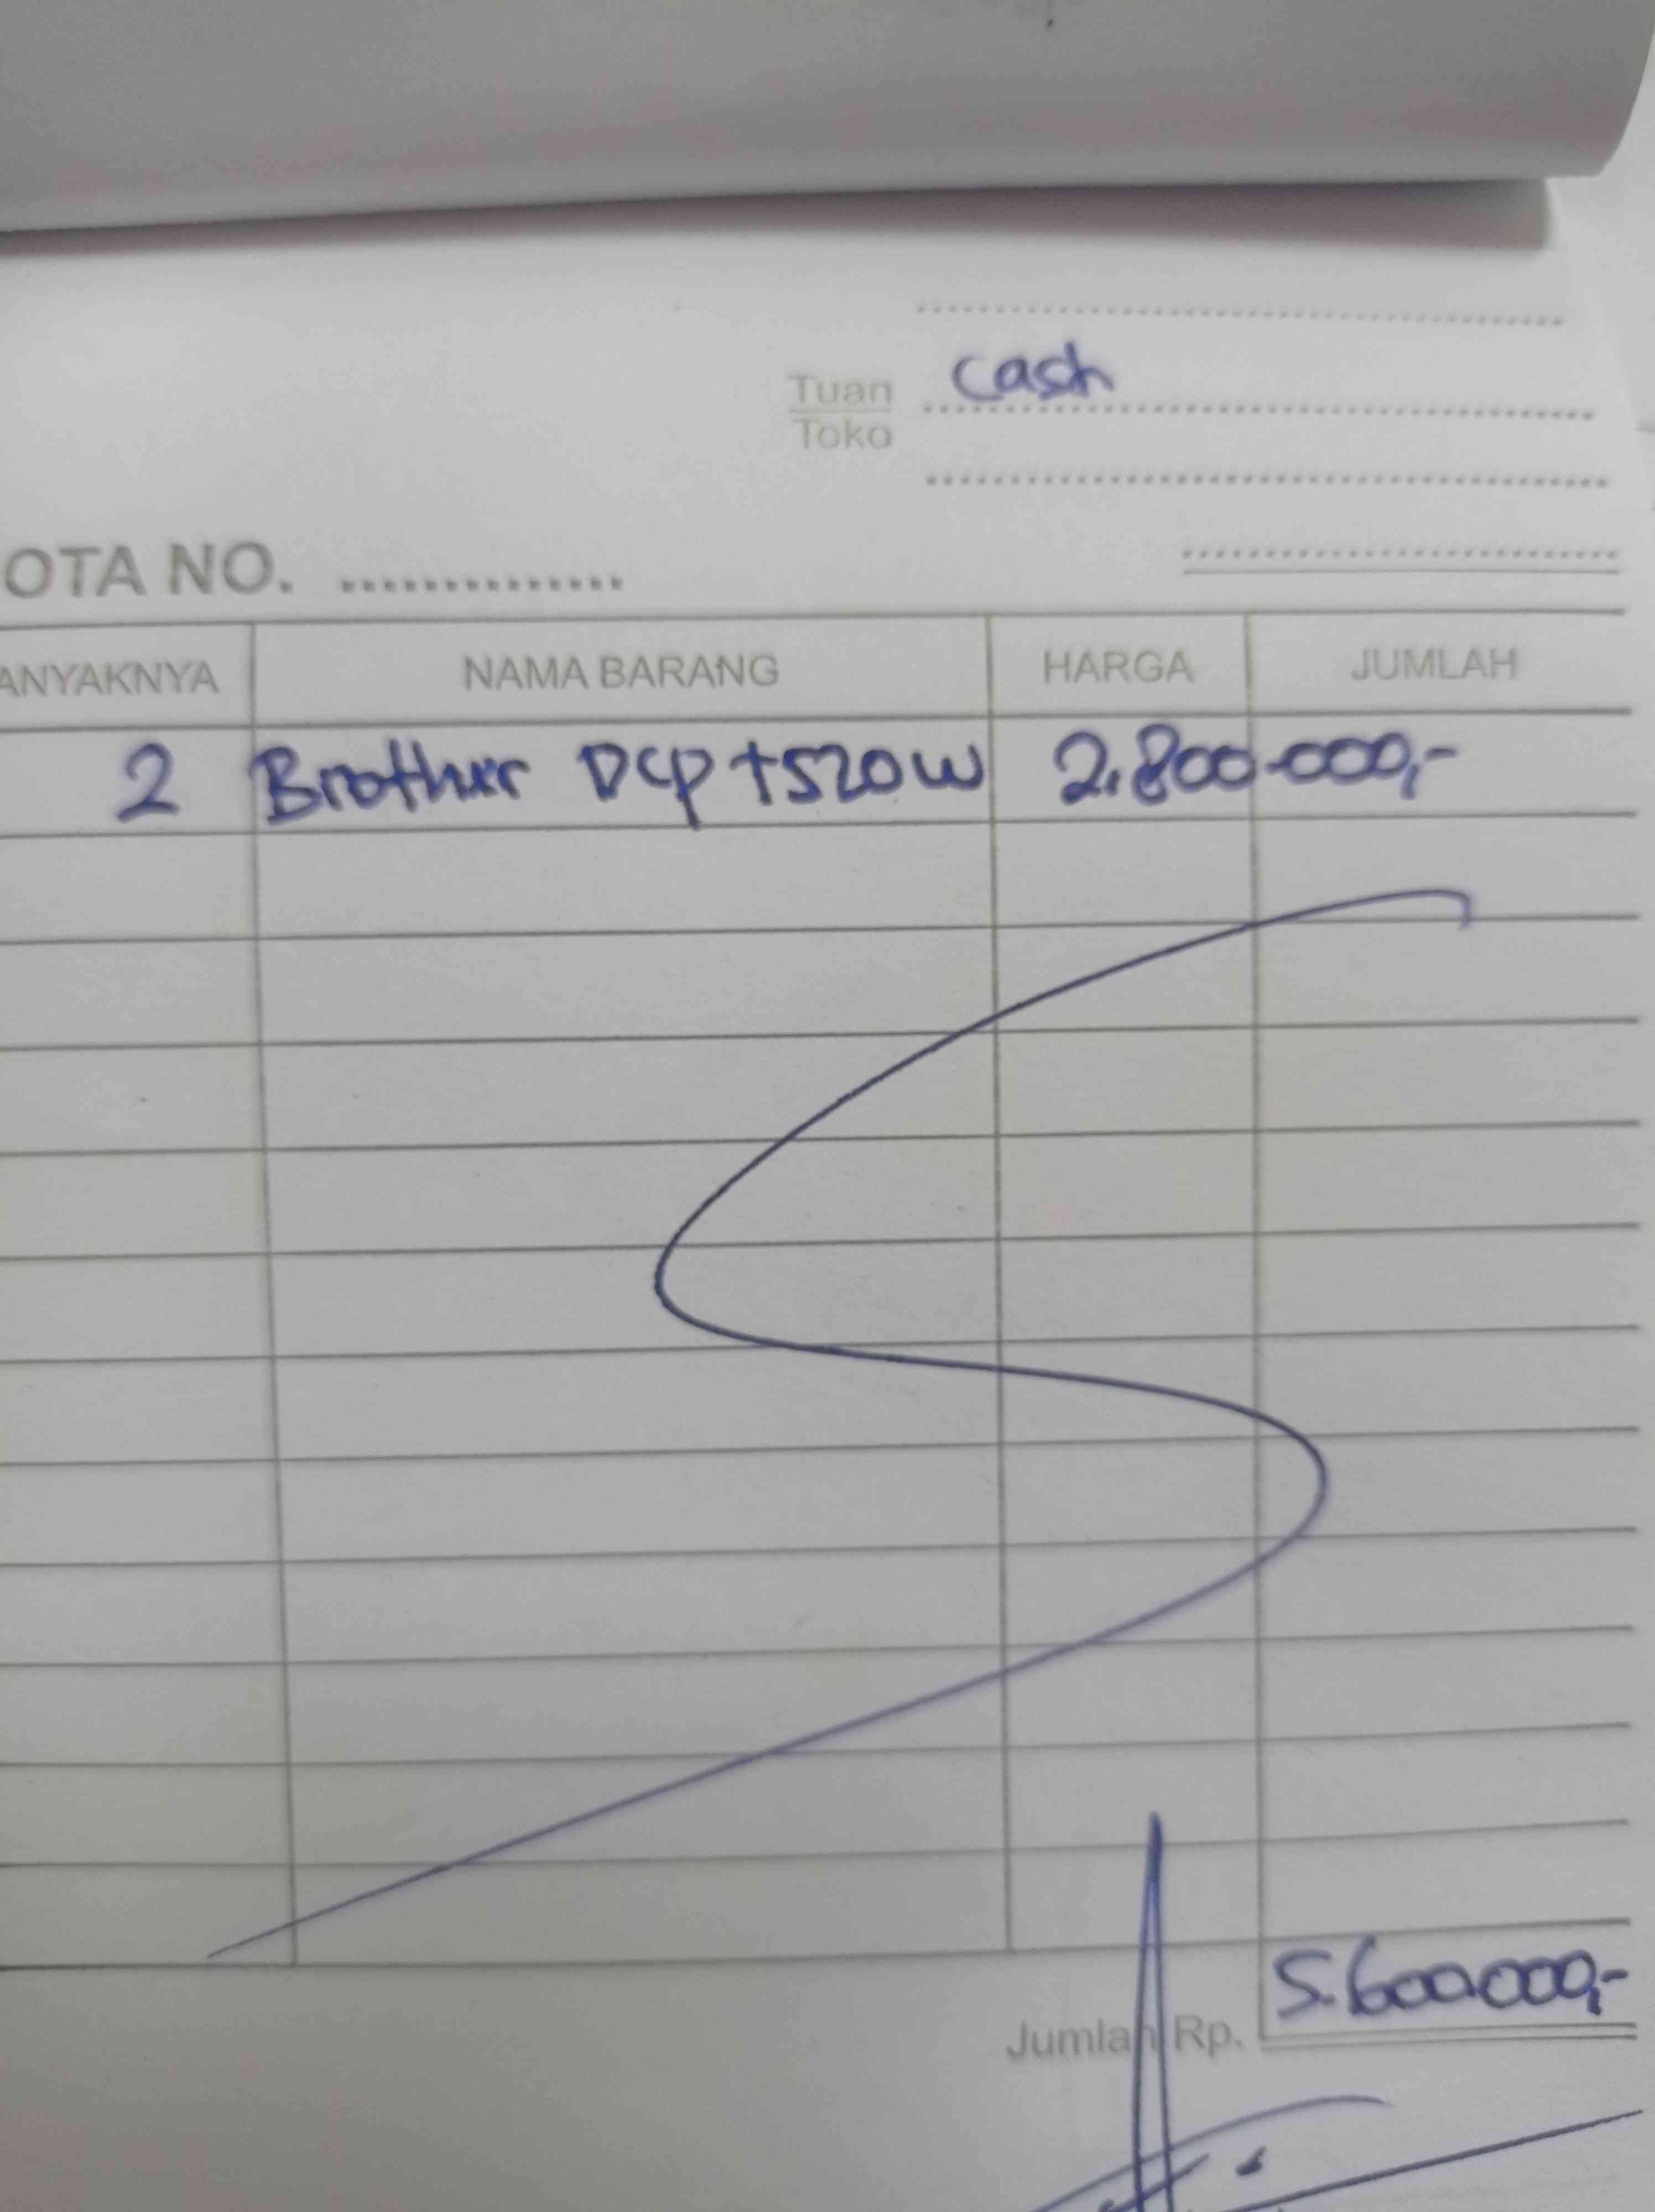 cash
Tuan
Toko
OTA NO. ..............
ANYAKNYA NAMA BARANG HARGA JUMLAH
2 Brother Dcp t520w 2.800.000,-
Jumlah Rp. 5.600.000,-